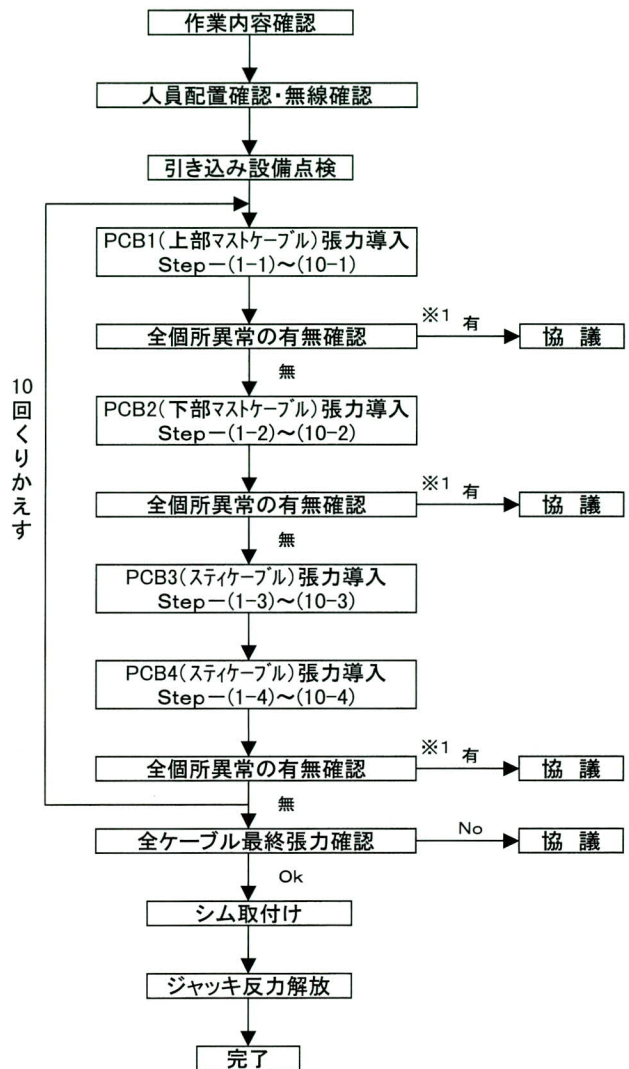 作業内容確認
人員配置確認・無線確認
引き込み設備点検
PCB1(上部ﾏｽﾄｹｰﾌﾞﾙ)張力導入
Step－(1-1)～(10-1)
全個所異常の有無確認
※1 有
協 議
無
PCB2(下部ﾏｽﾄｹｰﾌﾞﾙ)張力導入
Step－(1-2)～(10-2)
全個所異常の有無確認
※1 有
協 議
無
PCB3(ｽﾃｨｹｰﾌﾞﾙ)張力導入
Step－(1-3)～(10-3)
PCB4(ｽﾃｨｹｰﾌﾞﾙ)張力導入
Step－(1-4)～(10-4)
全個所異常の有無確認
※1 有
協 議
無
10回くりかえす
全ケーブル最終張力確認
No
協 議
Ok
シム取付け
ジャッキ反力解放
完了